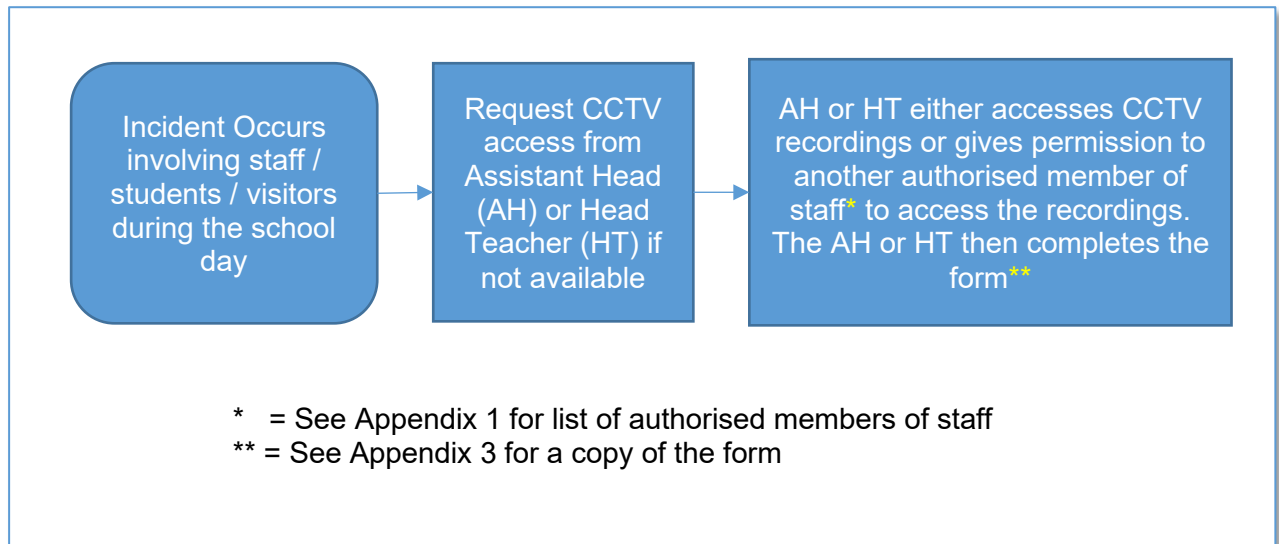 Incident Occurs
involving staff /
students / visitors
during the school
day
Request CCTV
access from
Assistant Head
(AH) or Head
Teacher (HT) if
not available
AH or HT either accesses CCTV
recordings or gives permission to
another authorised member of
staff* to access the recordings.
The AH or HT then completes the
form**
* = See Appendix 1 for list of authorised members of staff
** = See Appendix 3 for a copy of the form